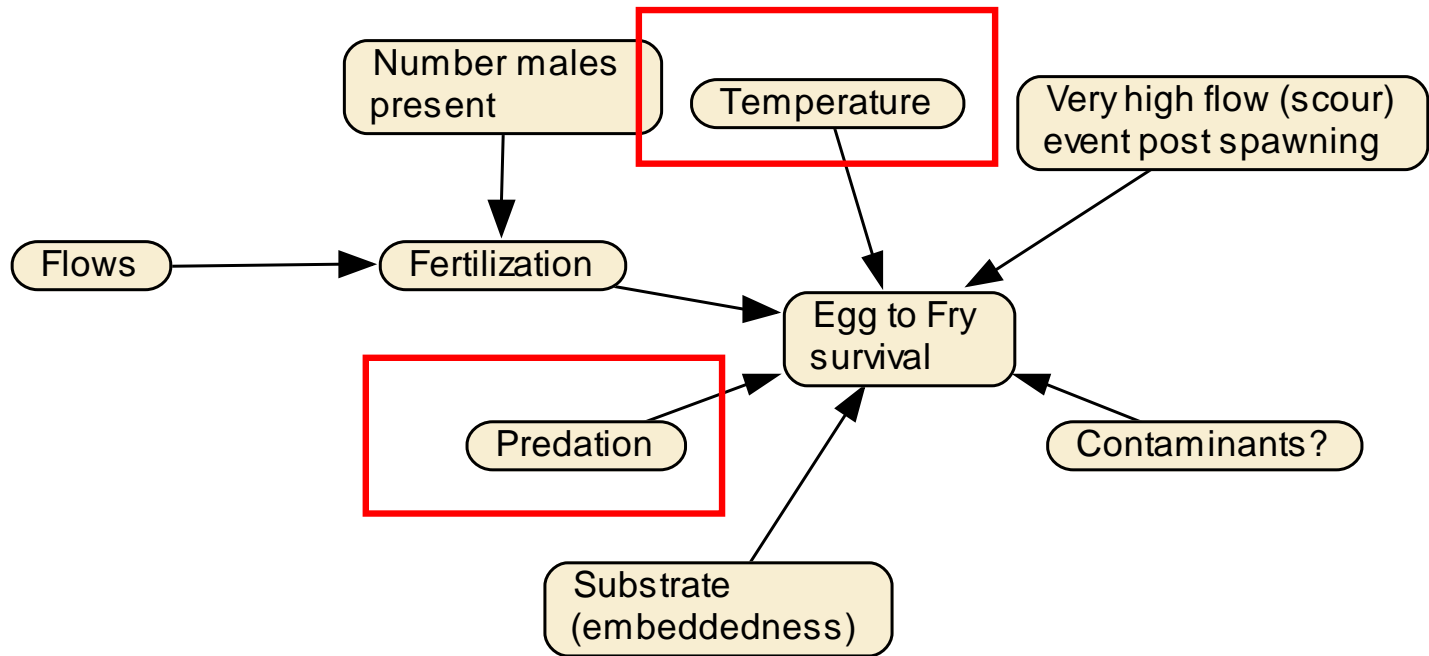 Number males
present
Temperature
Very high flow (scour)
event post spawning
Flows
Fertilization
Egg to Fry
survival
Predation
Contaminants?
Substrate
(embeddedness)